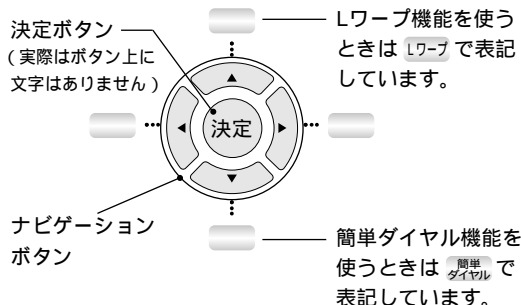 決定ボタン
(実際はボタン上に
文字はありません)
Lワープ機能を使う
ときは Lワープ で表記
しています。
決定
ナビゲーション
ボタン
簡単ダイヤル機能を
使うときは 簡単ダイヤル で
表記しています。